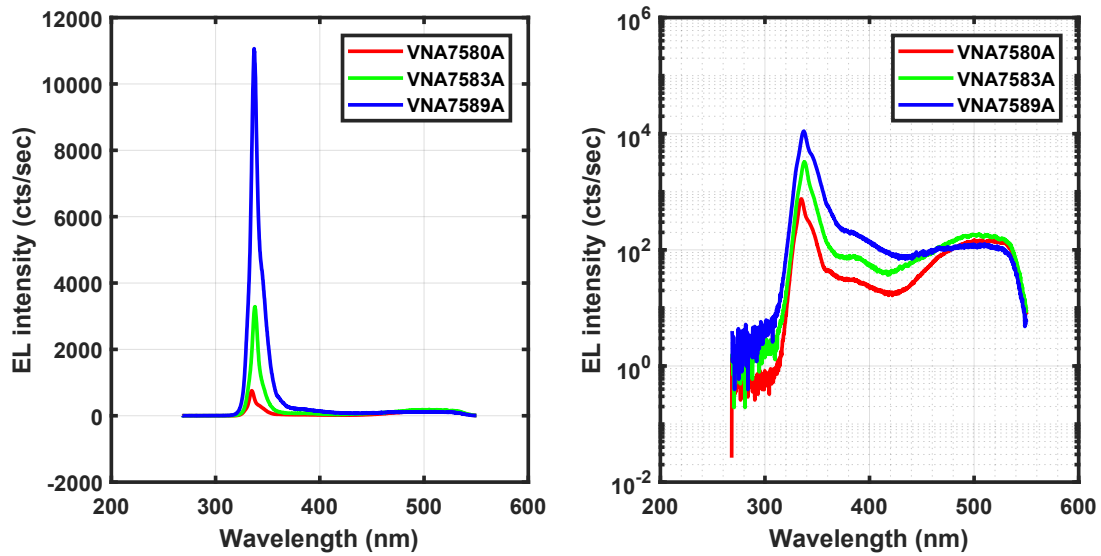 12000
10000
8000
6000
4000
2000
0
-2000
200 300 400 500 600
Wavelength (nm)
EL intensity (cts/sec)
VNA7580A
VNA7583A
VNA7589A
10^6
10^4
10^2
10^0
10^-2
200 300 400 500 600
Wavelength (nm)
EL intensity (cts/sec)
VNA7580A
VNA7583A
VNA7589A